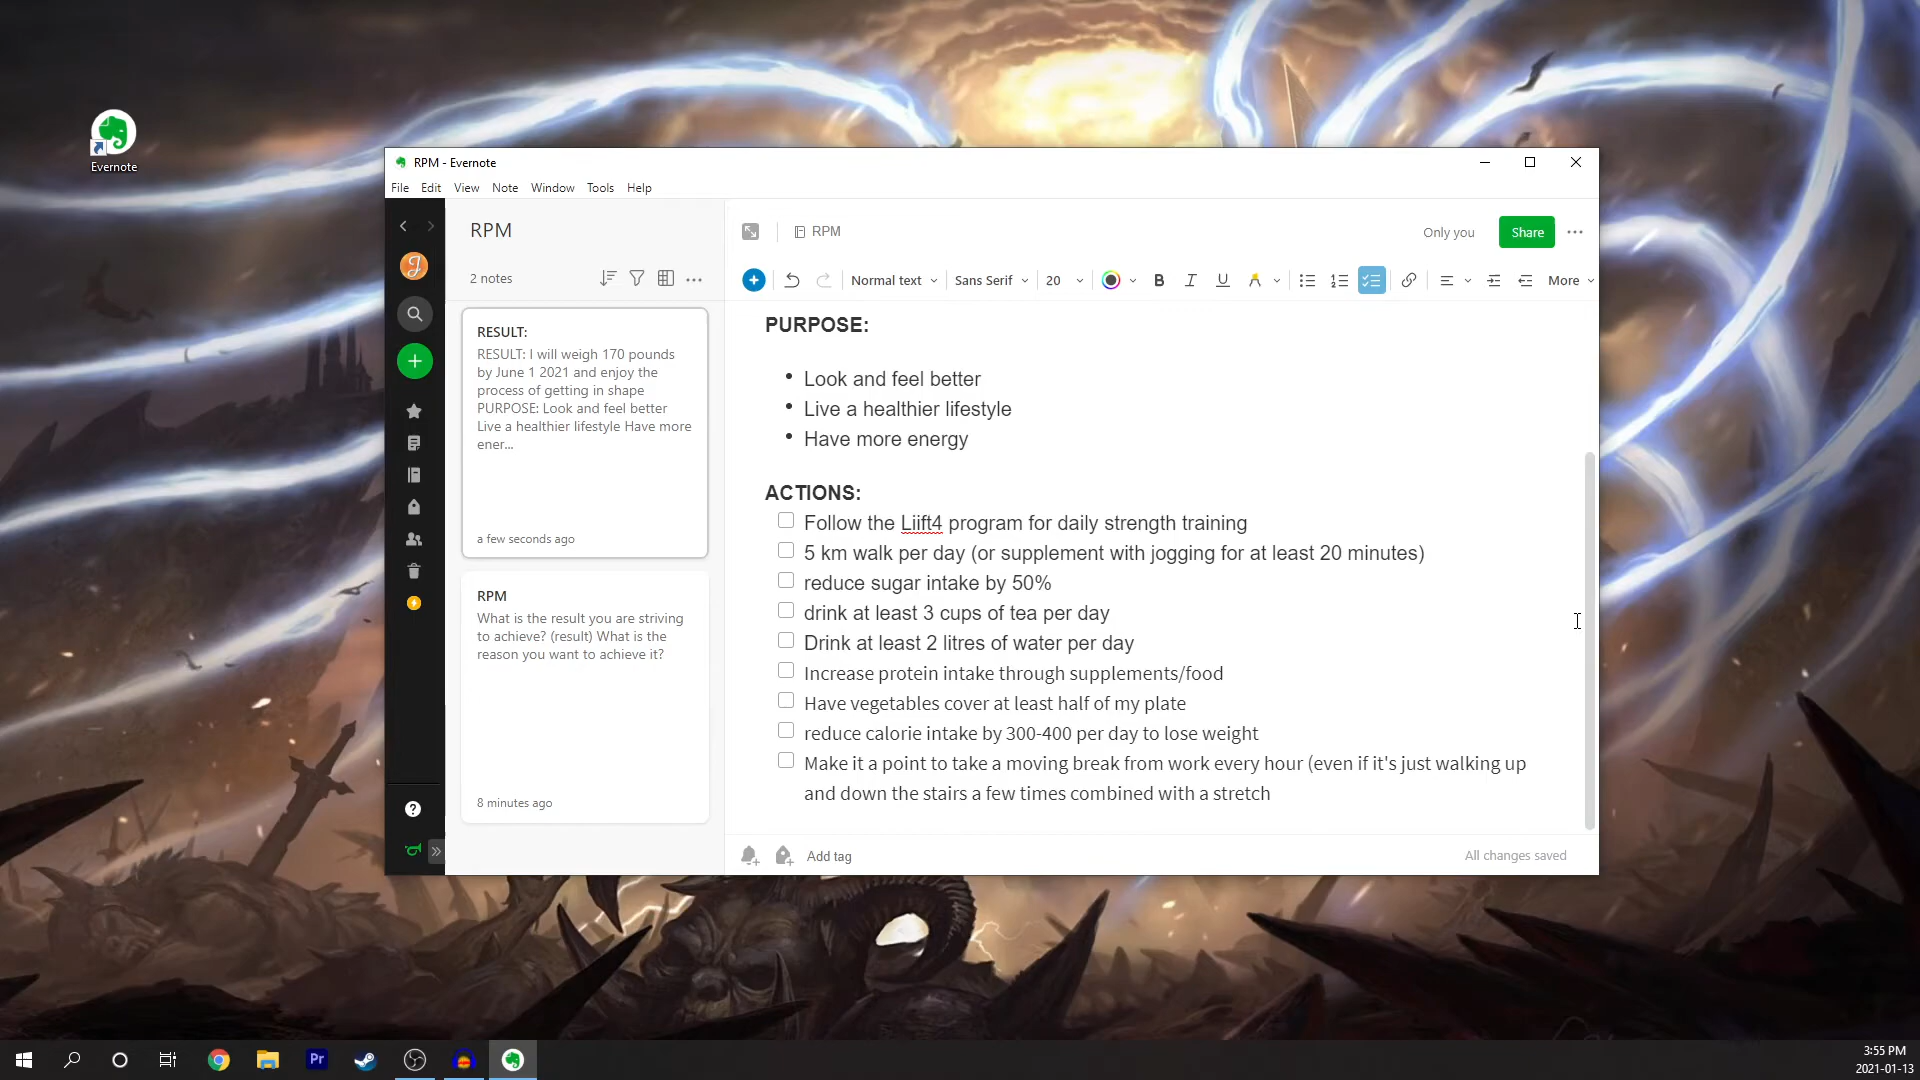 Evernote
RPM - Evernote
File Edit View Note Window Tools Help
RPM
2 notes
RESULT:
RESULT: I will weigh 170 pounds
by June 1 2021 and enjoy the
process of getting in shape
PURPOSE: Look and feel better
Live a healthier lifestyle Have more
ener...
a few seconds ago
RPM
What is the result you are striving
to achieve? (result) What is the
reason you want to achieve it?
8 minutes ago
RPM
Only you
Share
Normal text
Sans Serif
20
B I U
More
PURPOSE:
• Look and feel better
• Live a healthier lifestyle
• Have more energy
ACTIONS:
Follow the Liift4 program for daily strength training
5 km walk per day (or supplement with jogging for at least 20 minutes)
reduce sugar intake by 50%
drink at least 3 cups of tea per day
Drink at least 2 litres of water per day
Increase protein intake through supplements/food
Have vegetables cover at least half of my plate
reduce calorie intake by 300-400 per day to lose weight
Make it a point to take a moving break from work every hour (even if it's just walking up
and down the stairs a few times combined with a stretch
Add tag
All changes saved
Pr
3:55 PM
2021-01-13